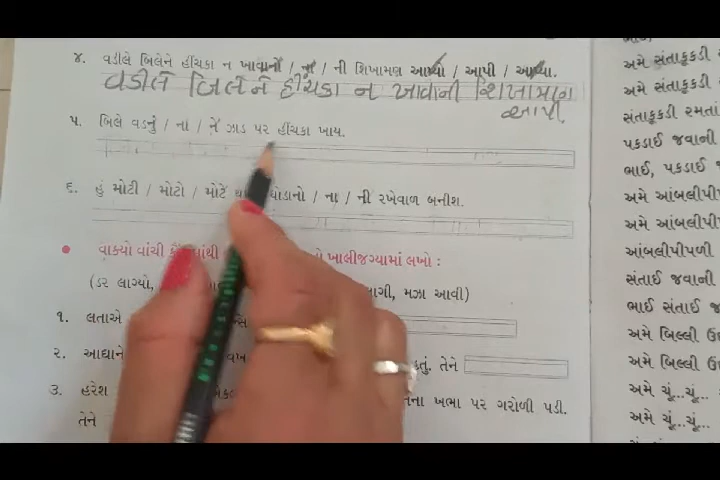 ૪. વડીલે બિલેને હીંચકા ન ખાવાનો / ના / ની શિખામણ આપ્યો / આપી / આપ્યા.
વડીલે બિલેને હીંચકા ન ખાવાની શિખામણ
આપી.
૫. બિલે વડનું / ના / ને ઝાડ પર હીંચકા ખાય.
૬. હું મોટી / મોટો / મોટે ઘોડાનો / ના / ની રખેવાળ બનીશ.
● વાક્યો વાંચી ખાલીજગ્યામાં લખો :
(ડર લાગ્યો, લાગી, મઝા આવી)
૧. લતાએ
૨. આદ્યાને તેને
૩. હરેશ ખભા પર ગરોળી પડી.
તેને
અમે સંતાકૂકડી
અમે સંતાકૂકડી
સંતાકૂકડી રમતાં
પકડાઈ જવાની
ભાઈ, પકડાઈ
અમે આંબલીપી
અમે આંબલીપી
આંબલીપીપળી
સંતાઈ જવાની
ભાઈ સંતાઈ
અમે બિલ્લી
અમે બિલ્લી
અમે ચૂં...ચૂં...
અમે ચૂં...ચૂં...